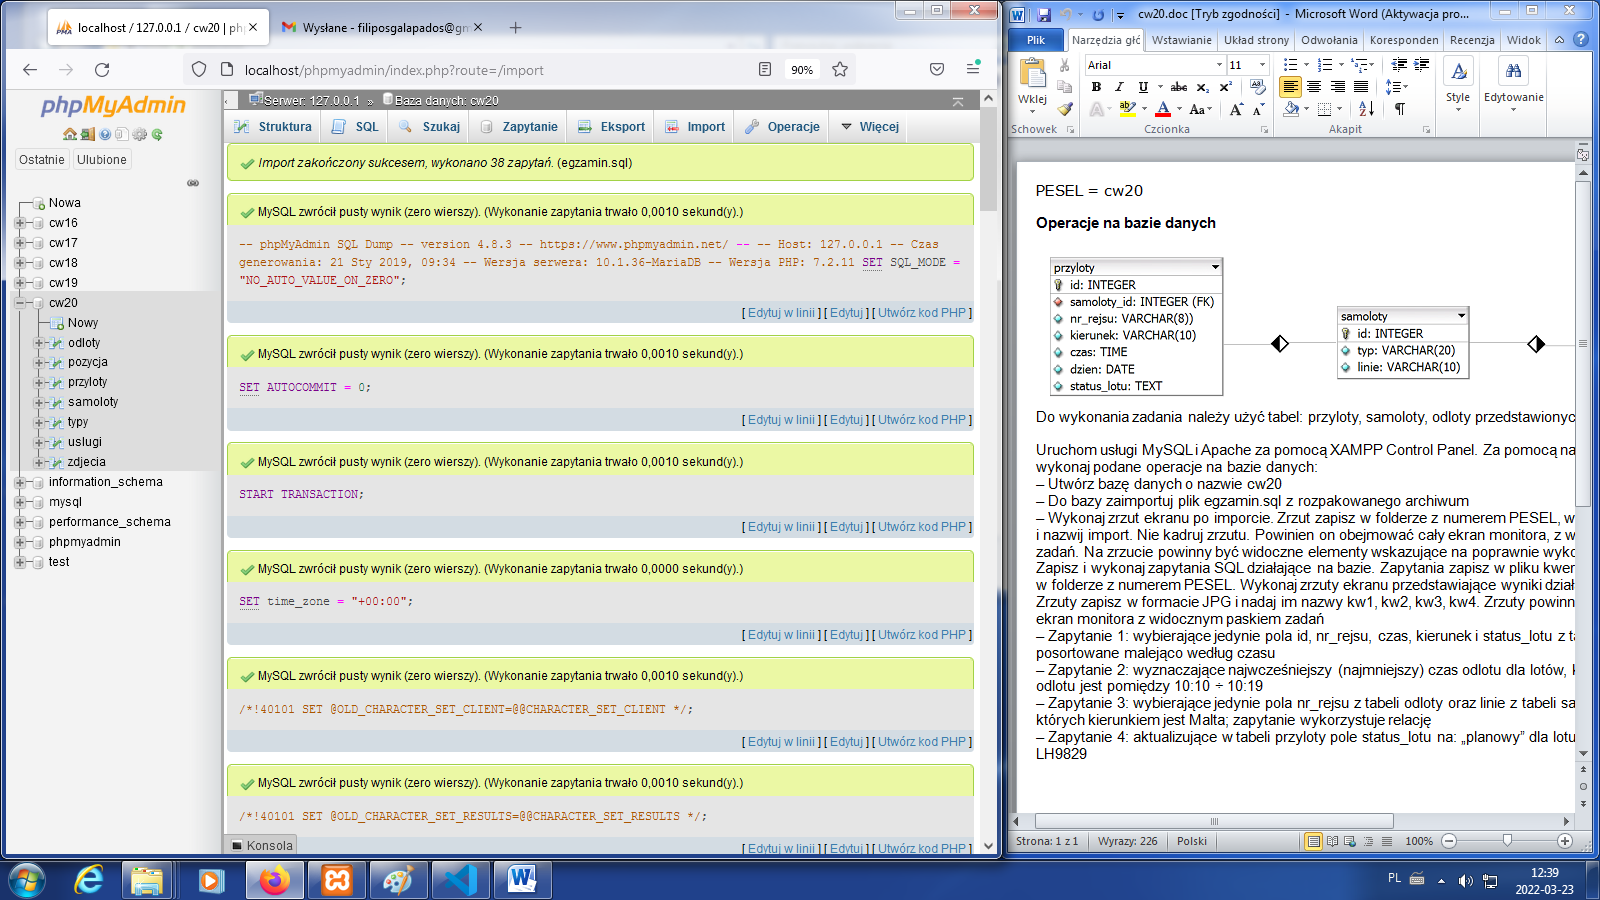 localhost / 127.0.0.1 / cw20 | ph
Wysłane - filiposgalapados@gm
localhost/phpmyadmin/index.php?route=/import
90%
phpMyAdmin
Ostatnie
Ulubione
Nowa
cw16
cw17
cw18
cw19
cw20
Nowy
odloty
pozycja
przyloty
samoloty
typy
uslugi
zdjecia
information_schema
mysql
performance_schema
phpmyadmin
test
Serwer: 127.0.0.1 » Baza danych: cw20
Struktura SQL Szukaj Zapytanie Eksport Import Operacje Więcej
Import zakończony sukcesem, wykonano 38 zapytań. (egzamin.sql)
MySQL zwrócił pusty wynik (zero wierszy). (Wykonanie zapytania trwało 0,0010 sekund(y).)
-- phpMyAdmin SQL Dump -- version 4.8.3 -- https://www.phpmyadmin.net/ -- -- Host: 127.0.0.1 -- Czas
generowania: 21 Sty 2019, 09:34 -- Wersja serwera: 10.1.36-MariaDB -- Wersja PHP: 7.2.11 SET SQL_MODE =
"NO_AUTO_VALUE_ON_ZERO";
[ Edytuj w linii ] [ Edytuj ] [ Utwórz kod PHP ]
MySQL zwrócił pusty wynik (zero wierszy). (Wykonanie zapytania trwało 0,0010 sekund(y).)
SET AUTOCOMMIT = 0;
[ Edytuj w linii ] [ Edytuj ] [ Utwórz kod PHP ]
MySQL zwrócił pusty wynik (zero wierszy). (Wykonanie zapytania trwało 0,0010 sekund(y).)
START TRANSACTION;
[ Edytuj w linii ] [ Edytuj ] [ Utwórz kod PHP ]
MySQL zwrócił pusty wynik (zero wierszy). (Wykonanie zapytania trwało 0,0000 sekund(y).)
SET time_zone = "+00:00";
[ Edytuj w linii ] [ Edytuj ] [ Utwórz kod PHP ]
MySQL zwrócił pusty wynik (zero wierszy). (Wykonanie zapytania trwało 0,0010 sekund(y).)
/*!40101 SET @OLD_CHARACTER_SET_CLIENT=@@CHARACTER_SET_CLIENT */;
[ Edytuj w linii ] [ Edytuj ] [ Utwórz kod PHP ]
MySQL zwrócił pusty wynik (zero wierszy). (Wykonanie zapytania trwało 0,0010 sekund(y).)
/*!40101 SET @OLD_CHARACTER_SET_RESULTS=@@CHARACTER_SET_RESULTS */;
[ Edytuj w linii ] [ Edytuj ] [ Utwórz kod PHP ]
Konsola
cw20.doc [Tryb zgodności] - Microsoft Word (Aktywacja pro...
Plik Narzędzia głó Wstawianie Układ strony Odwołania Koresponden Recenzja Widok
Arial 11
Wklej
Style Edytowanie
Schowek Czcionka Akapit
PESEL = cw20
Operacje na bazie danych
przyloty
id: INTEGER
samoloty_id: INTEGER (FK)
nr_rejsu: VARCHAR(8))
kierunek: VARCHAR(10)
czas: TIME
dzien: DATE
status_lotu: TEXT
samoloty
id: INTEGER
typ: VARCHAR(20)
linie: VARCHAR(10)
Do wykonania zadania należy użyć tabel: przyloty, samoloty, odloty przedstawionyc
Uruchom usługi MySQL i Apache za pomocą XAMPP Control Panel. Za pomocą na
wykonaj podane operacje na bazie danych:
– Utwórz bazę danych o nazwie cw20
– Do bazy zaimportuj plik egzamin.sql z rozpakowanego archiwum
– Wykonaj zrzut ekranu po imporcie. Zrzut zapisz w folderze z numerem PESEL, w
i nazwij import. Nie kadruj zrzutu. Powinien on obejmować cały ekran monitora, z w
zadań. Na zrzucie powinny być widoczne elementy wskazujące na poprawnie wyko
Zapisz i wykonaj zapytania SQL działające na bazie. Zapytania zapisz w pliku kwer
w folderze z numerem PESEL. Wykonaj zrzuty ekranu przedstawiające wyniki dział
Zrzuty zapisz w formacie JPG i nadaj im nazwy kw1, kw2, kw3, kw4. Zrzuty powinn
ekran monitora z widocznym paskiem zadań
– Zapytanie 1: wybierające jedynie pola id, nr_rejsu, czas, kierunek i status_lotu z ta
posortowane malejąco według czasu
– Zapytanie 2: wyznaczające najwcześniejszy (najmniejszy) czas odlotu dla lotów, k
odlotu jest pomiędzy 10:10 ÷ 10:19
– Zapytanie 3: wybierające jedynie pola nr_rejsu z tabeli odloty oraz linie z tabeli sa
których kierunkiem jest Malta; zapytanie wykorzystuje relację
– Zapytanie 4: aktualizujące w tabeli przyloty pole status_lotu na: „planowy” dla lotu
LH9829
Strona: 1 z 1 Wyrazy: 226 Polski 100%
PL
12:39
2022-03-23